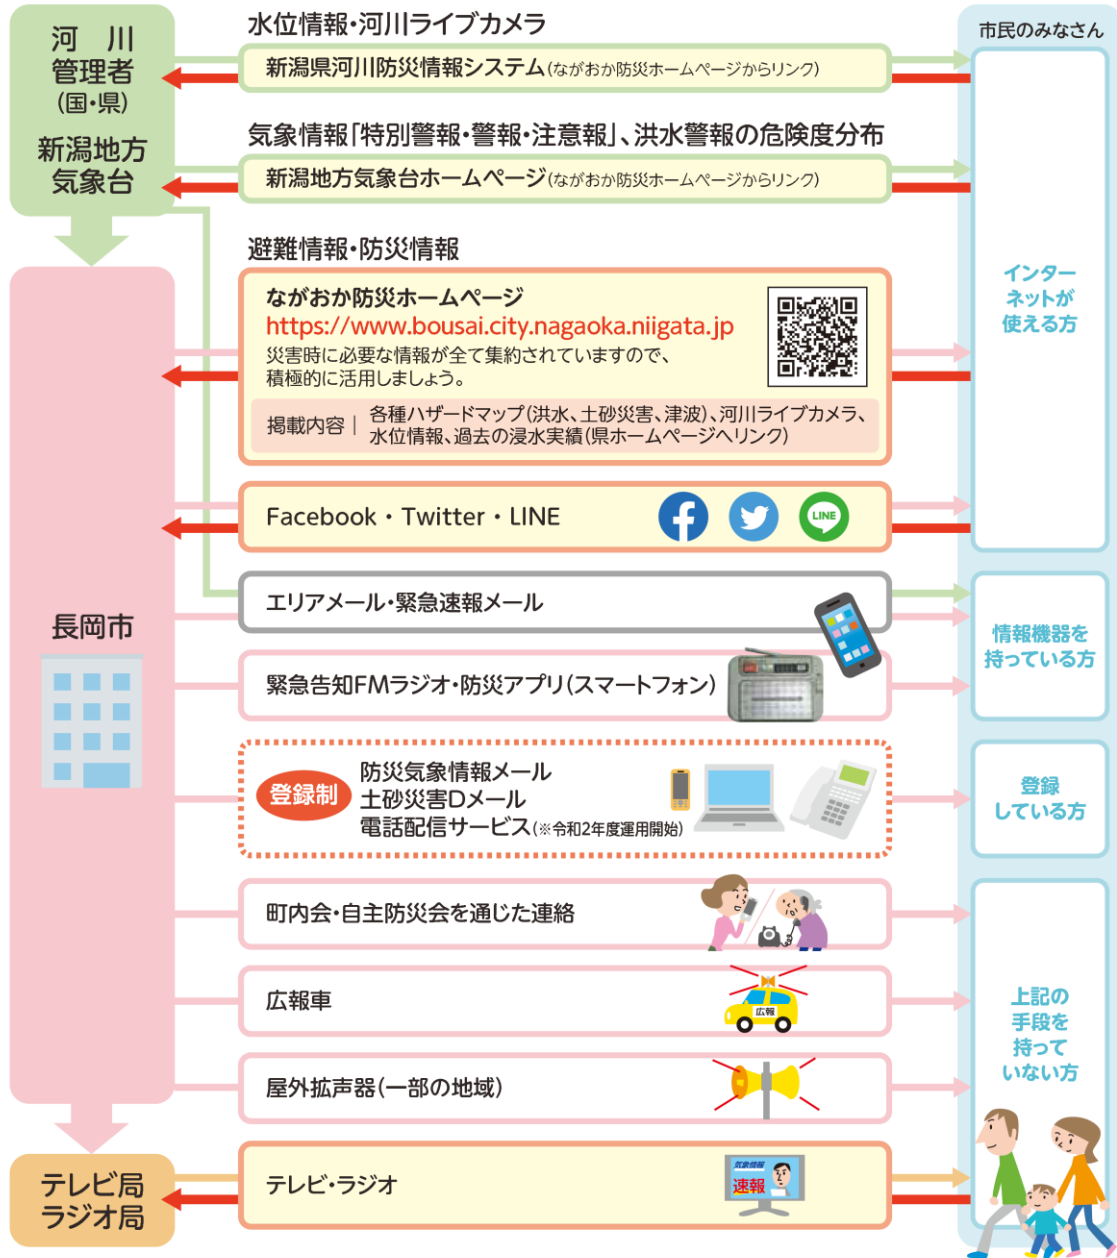 河　川
管理者
（国・県）
新潟地方
気象台
水位情報・河川ライブカメラ
新潟県河川防災情報システム（ながおか防災ホームページからリンク）
気象情報「特別警報・警報・注意報」、洪水警報の危険度分布
新潟地方気象台ホームページ（ながおか防災ホームページからリンク）
市民のみなさん
長岡市
避難情報・防災情報
ながおか防災ホームページ
https://www.bousai.city.nagaoka.niigata.jp
災害時に必要な情報が全て集約されていますので、
積極的に活用しましょう。
掲載内容｜
各種ハザードマップ（洪水、土砂災害、津波）、河川ライブカメラ、
水位情報、過去の浸水実績（県ホームページへリンク）
Facebook・Twitter・LINE
LINE
インター
ネットが
使える方
エリアメール・緊急速報メール
緊急告知FMラジオ・防災アプリ（スマートフォン）
情報機器を
持っている方
登録制
防災気象情報メール
土砂災害Dメール
電話配信サービス（※令和2年度運用開始）
登録
している方
町内会・自主防災会を通じた連絡
広報車
広報
屋外拡声器（一部の地域）
上記の
手段を
持って
いない方
テレビ局
ラジオ局
テレビ・ラジオ
気象情報
速報